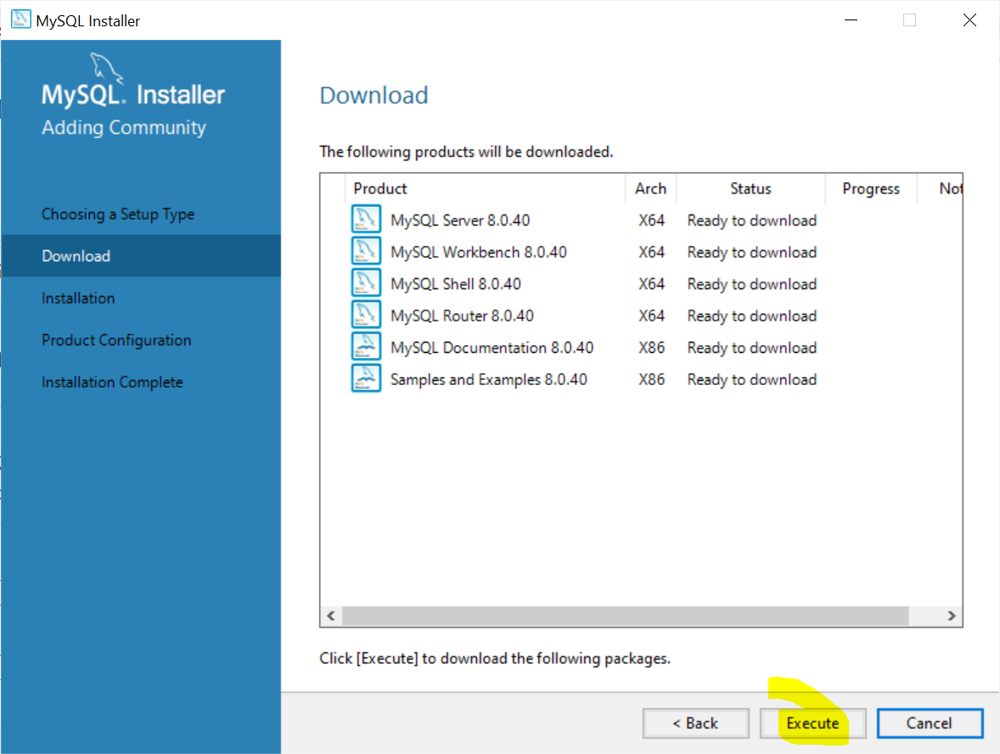 MySQL Installer
MySQL. Installer
Adding Community
Choosing a Setup Type
Download
Installation
Product Configuration
Installation Complete
Download
The following products will be downloaded.
Product Arch Status Progress Not
MySQL Server 8.0.40 X64 Ready to download
MySQL Workbench 8.0.40 X64 Ready to download
MySQL Shell 8.0.40 X64 Ready to download
MySQL Router 8.0.40 X64 Ready to download
MySQL Documentation 8.0.40 X86 Ready to download
Samples and Examples 8.0.40 X86 Ready to download
Click [Execute] to download the following packages.
< Back Execute Cancel